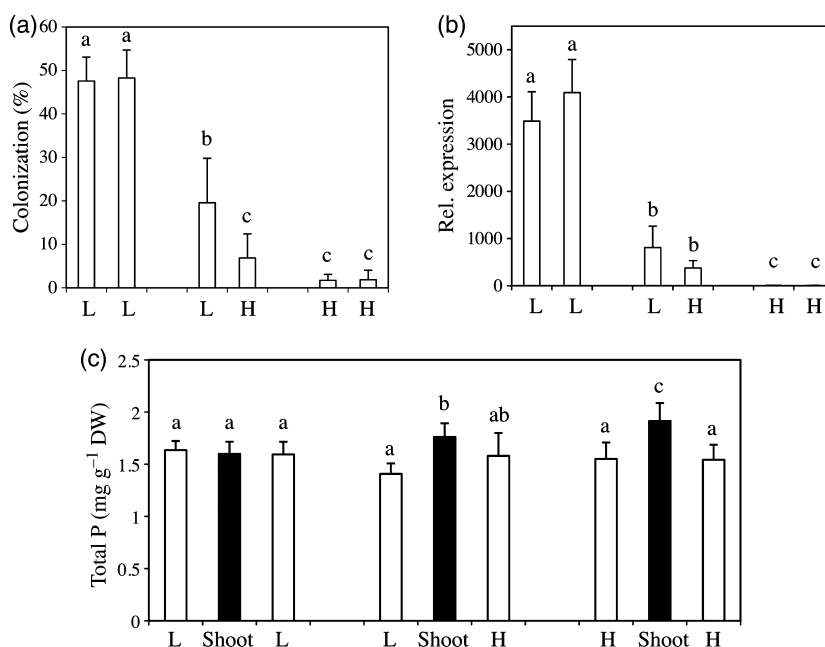 (a)
60
50
40
30
20
10
0
Colonization (%)
a a
b
c
c c
L L L H H H
(b)
5000
4000
3000
2000
1000
0
Rel. expression
a
a
b
b
c c
L L L H H H
(c)
2.5
2
1.5
1
0.5
0
Total P (mg g⁻¹ DW)
a a a
a b ab
a c a
L Shoot L L Shoot H H Shoot H